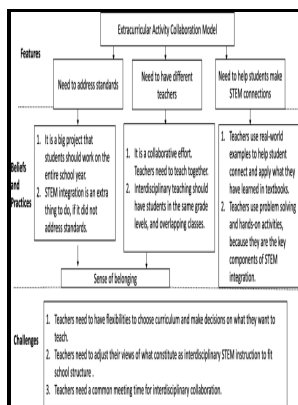 Extracurricular Activity Collaboration Model
Features
Need to address standards
Need to have different
teachers
Need to help students make
STEM connections
Beliefs
and
Practices
1. It is a big project that
students should work on the
entire school year.
2. STEM integration is an extra
thing to do, if it did not
address standards.
1. It is a collaborative effort.
Teachers need to teach together.
2. Interdisciplinary teaching should
have students in the same grade
levels, and overlapping classes.
1. Teachers use real-world
examples to help student
connect and apply what they
have learned in textbooks.
2. Teachers use problem solving
and hands-on activities,
because they are the key
components of STEM
integration.
Sense of belonging
Challenges
1. Teachers need to have flexibilities to choose curriculum and make decisions on what they want to
teach.
2. Teachers need to adjust their views of what constitute as interdisciplinary STEM instruction to fit
school structure .
3. Teachers need a common meeting time for interdisciplinary collaboration.